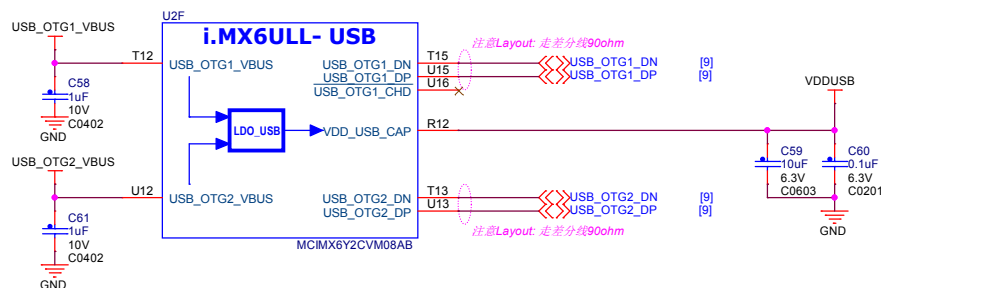 U2F
USB_OTG1_VBUS
i.MX6ULL- USB
注意Layout: 走差分线90ohm
T12
USB_OTG1_VBUS
USB_OTG1_DN
T15
USB_OTG1_DN
[9]
USB_OTG1_DP
U15
USB_OTG1_DP
[9]
USB_OTG1_CHD
U16
C58
1uF
10V
C0402
GND
VDDUSB
LDO_USB
VDD_USB_CAP
R12
C59
10uF
6.3V
C0603
C60
0.1uF
6.3V
C0201
GND
USB_OTG2_VBUS
U12
USB_OTG2_VBUS
USB_OTG2_DN
T13
USB_OTG2_DN
[9]
USB_OTG2_DP
U13
USB_OTG2_DP
[9]
注意Layout: 走差分线90ohm
C61
1uF
10V
C0402
GND
MCIMX6Y2CVM08AB